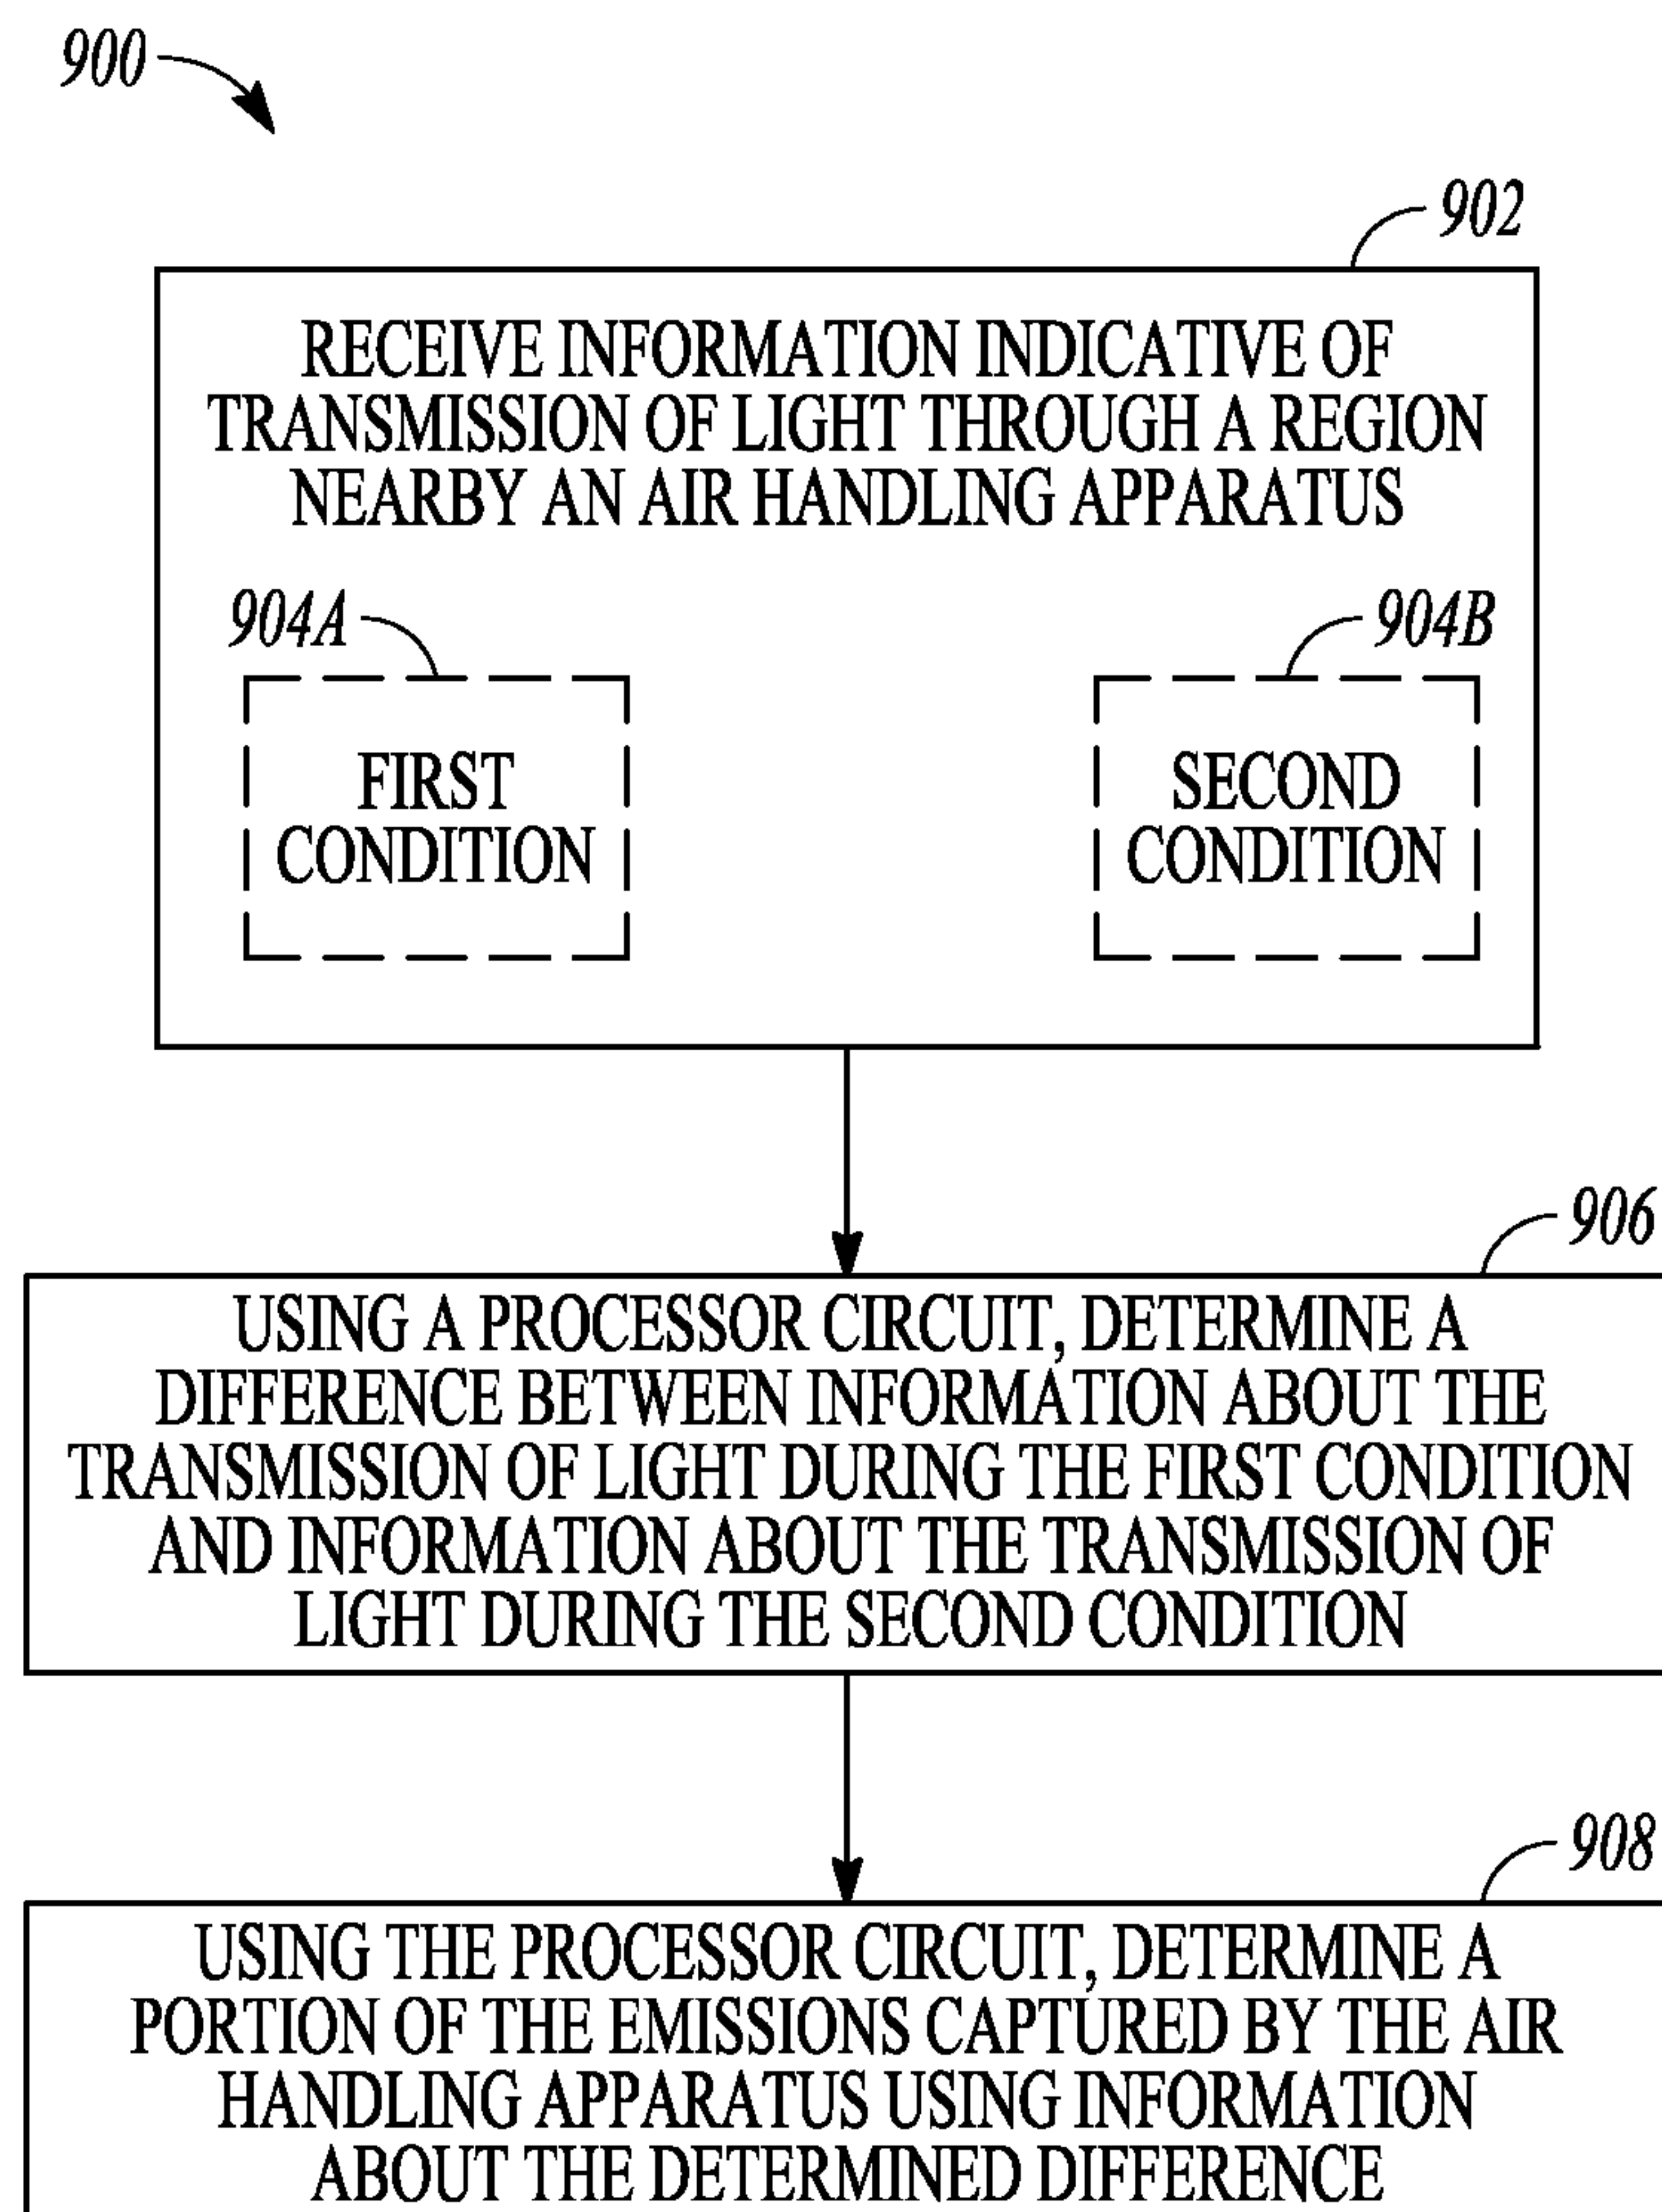 900
902
RECEIVE INFORMATION INDICATIVE OF
TRANSMISSION OF LIGHT THROUGH A REGION
NEARBY AN AIR HANDLING APPARATUS
904A
904B
FIRST
CONDITION
SECOND
CONDITION
906
USING A PROCESSOR CIRCUIT, DETERMINE A
DIFFERENCE BETWEEN INFORMATION ABOUT THE
TRANSMISSION OF LIGHT DURING THE FIRST CONDITION
AND INFORMATION ABOUT THE TRANSMISSION OF
LIGHT DURING THE SECOND CONDITION
908
USING THE PROCESSOR CIRCUIT, DETERMINE A
PORTION OF THE EMISSIONS CAPTURED BY THE AIR
HANDLING APPARATUS USING INFORMATION
ABOUT THE DETERMINED DIFFERENCE